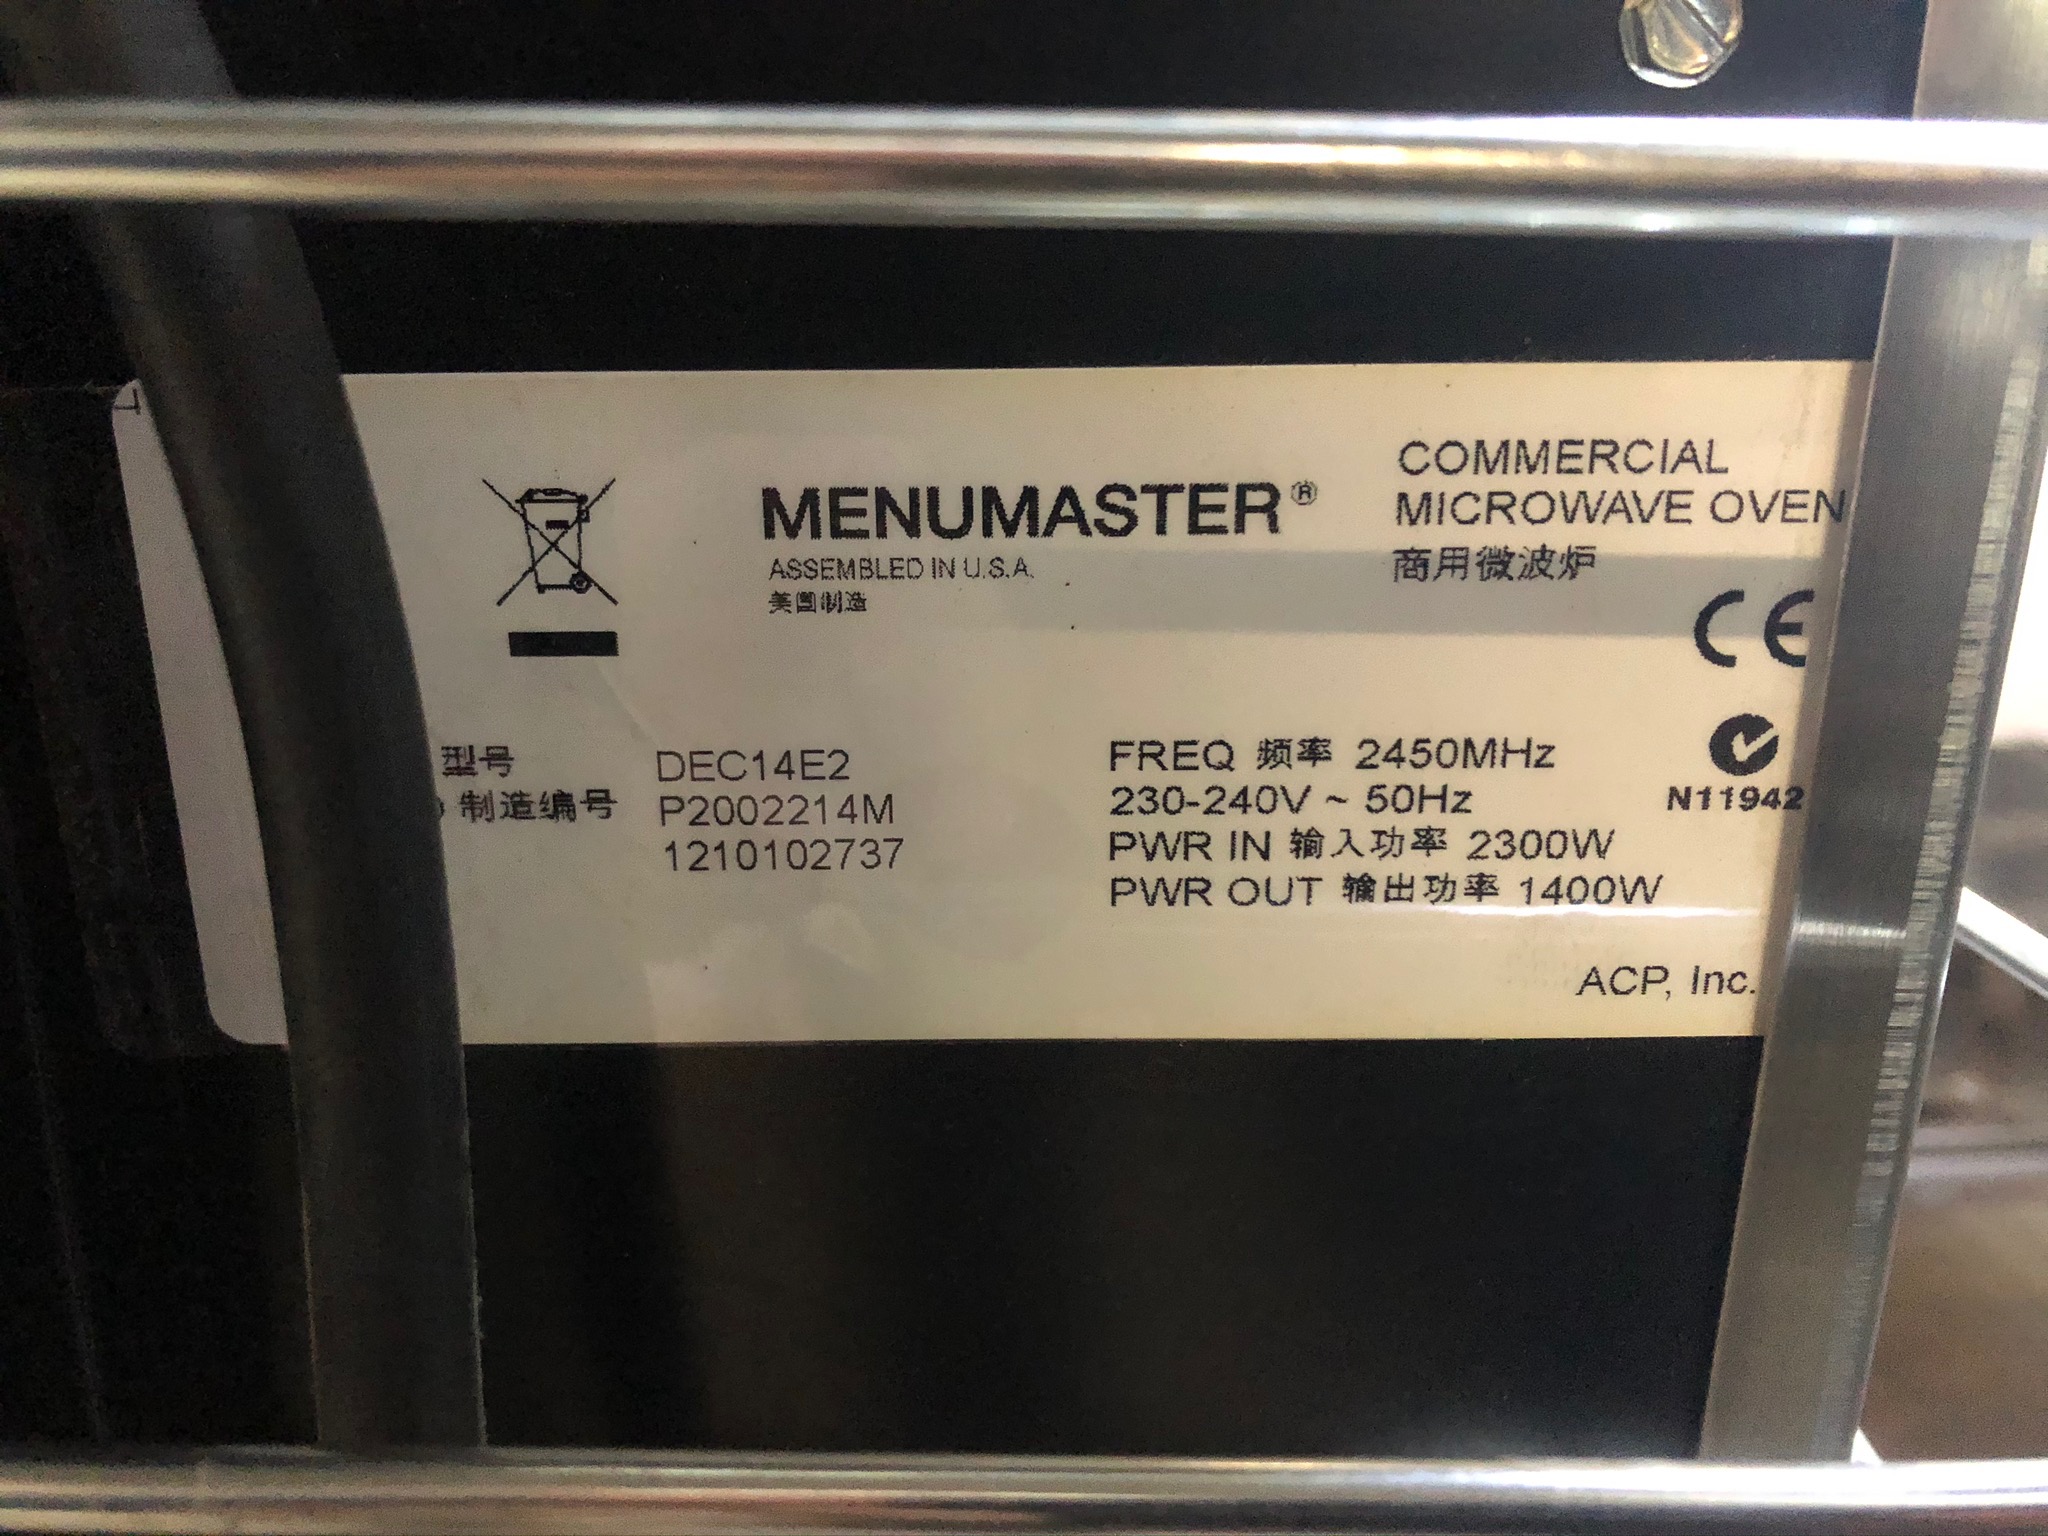 MENUMASTER®
ASSEMBLED IN U.S.A.
美国制造
COMMERCIAL
MICROWAVE OVEN
商用微波炉
CE
型号 DEC14E2
制造编号 P2002214M
1210102737
FREQ 频率 2450MHz
230-240V ~ 50Hz
PWR IN 输入功率 2300W
PWR OUT 输出功率 1400W
N11942
ACP, Inc.